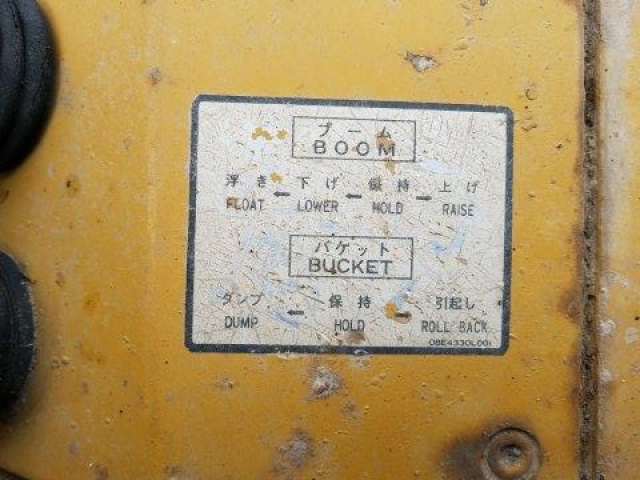 ブーム
BOOM
浮き ← 下げ ← 保持 → 上げ
FLOAT LOWER HOLD RAISE
バケット
BUCKET
ダンプ ← 保持 ← 引起し
DUMP HOLD ROLL BACK